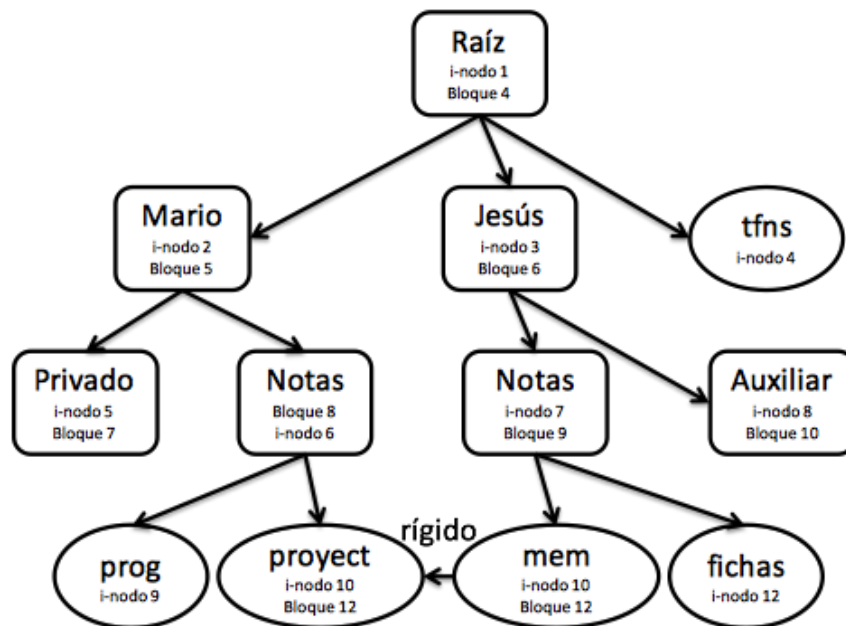 Raíz
i-nodo 1
Bloque 4
Mario
i-nodo 2
Bloque 5
Jesús
i-nodo 3
Bloque 6
tfns
i-nodo 4
Privado
i-nodo 5
Bloque 7
Notas
Bloque 8
i-nodo 6
Notas
i-nodo 7
Bloque 9
Auxiliar
i-nodo 8
Bloque 10
prog
i-nodo 9
proyect
i-nodo 10
Bloque 12
rígido
mem
i-nodo 10
Bloque 12
fichas
i-nodo 12